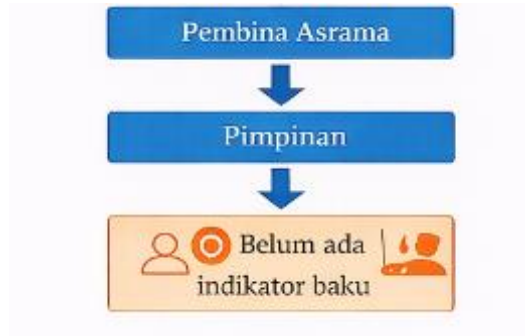 Pembina Asrama
Pimpinan
Belum ada
indikator baku